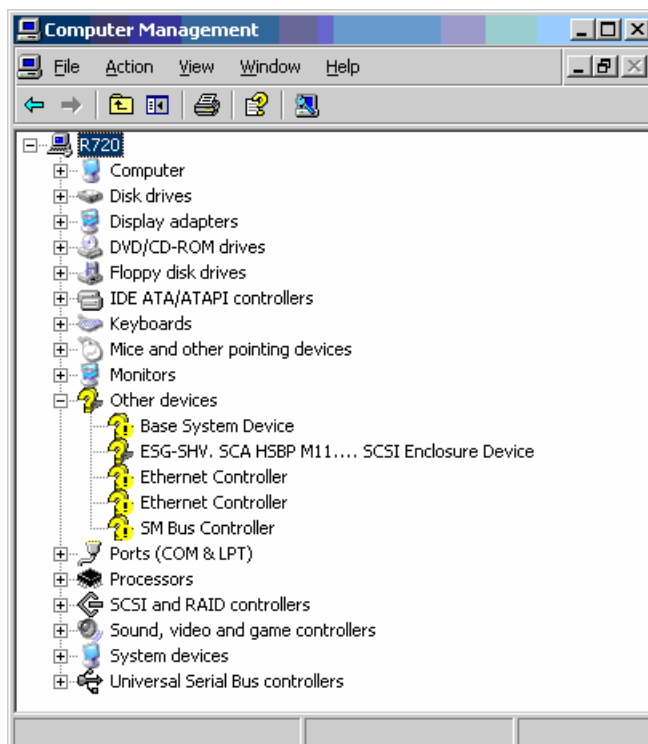 Computer Management
File Action View Window Help
R720
Computer
Disk drives
Display adapters
DVD/CD-ROM drives
Floppy disk drives
IDE ATA/ATAPI controllers
Keyboards
Mice and other pointing devices
Monitors
Other devices
Base System Device
ESG-SHV. SCA HSBP M11.... SCSI Enclosure Device
Ethernet Controller
Ethernet Controller
SM Bus Controller
Ports (COM & LPT)
Processors
SCSI and RAID controllers
Sound, video and game controllers
System devices
Universal Serial Bus controllers